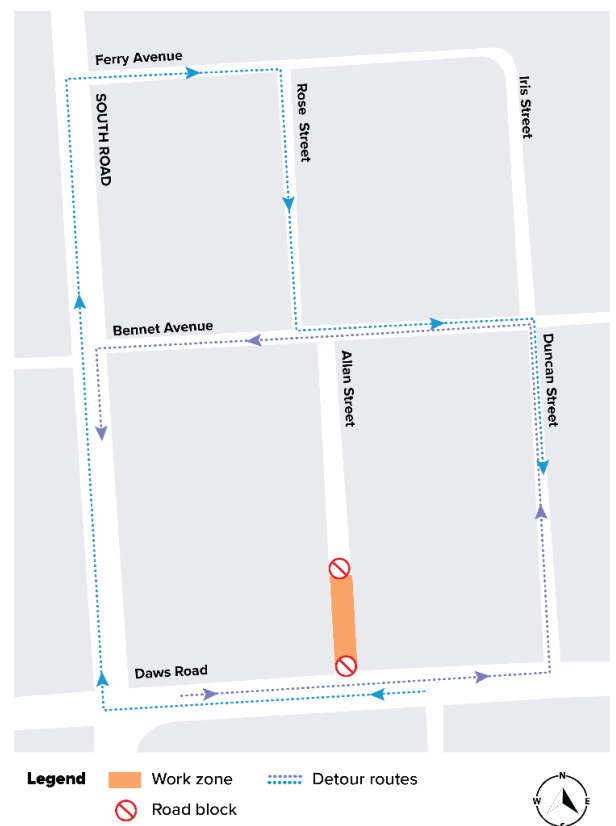 Ferry Avenue
SOUTH ROAD
Rose Street
Iris Street
Bennet Avenue
Allan Street
Duncan Street
Daws Road
Legend
Work zone
Detour routes
Road block
N
W
E
S